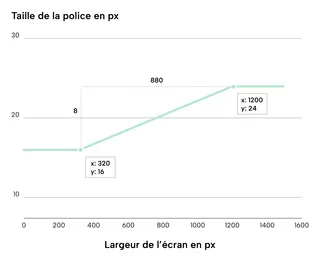 Taille de la police en px
30
880
8
x: 1200
y: 24
20
x: 320
y: 16
10
0 200 400 600 800 1000 1200 1400 1600
Largeur de l’écran en px